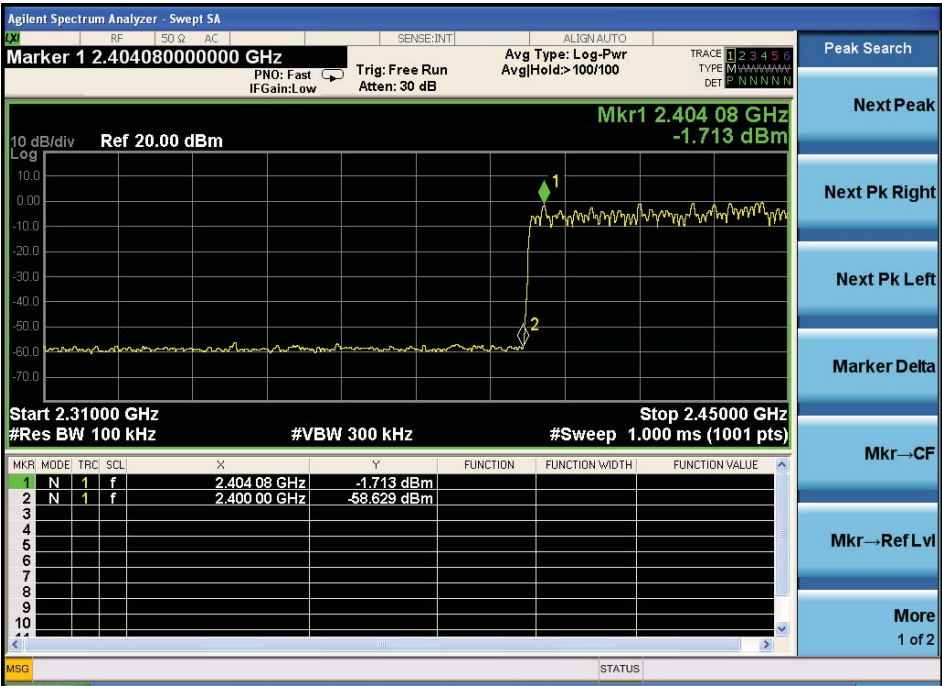 Agilent Spectrum Analyzer - Swept SA
LXI RF 50 Ω AC SENSE:INT ALIGN AUTO
Marker 1 2.404080000000 GHz
PNO: Fast
IFGain:Low
Trig: Free Run
Atten: 30 dB
Avg Type: Log-Pwr
Avg|Hold:> 100/100
TRACE 1 2 3 4 5 6
TYPE M
DET P N N N N N
Mkr1 2.404 08 GHz
-1.713 dBm
10 dB/div Ref 20.00 dBm
Log
10.0
0.00
-10.0
-20.0
-30.0
-40.0
-50.0
-60.0
-70.0
1
2
Start 2.31000 GHz Stop 2.45000 GHz
#Res BW 100 kHz #VBW 300 kHz #Sweep 1.000 ms (1001 pts)
MKR MODE TRC SCL X Y FUNCTION FUNCTION WIDTH FUNCTION VALUE
1 N 1 f 2.404 08 GHz -1.713 dBm
2 N 1 f 2.400 00 GHz -58.629 dBm
3
4
5
6
7
8
9
10
11
MSG STATUS
Peak Search
Next Peak
Next Pk Right
Next Pk Left
Marker Delta
Mkr→CF
Mkr→Ref Lvl
More
1 of 2